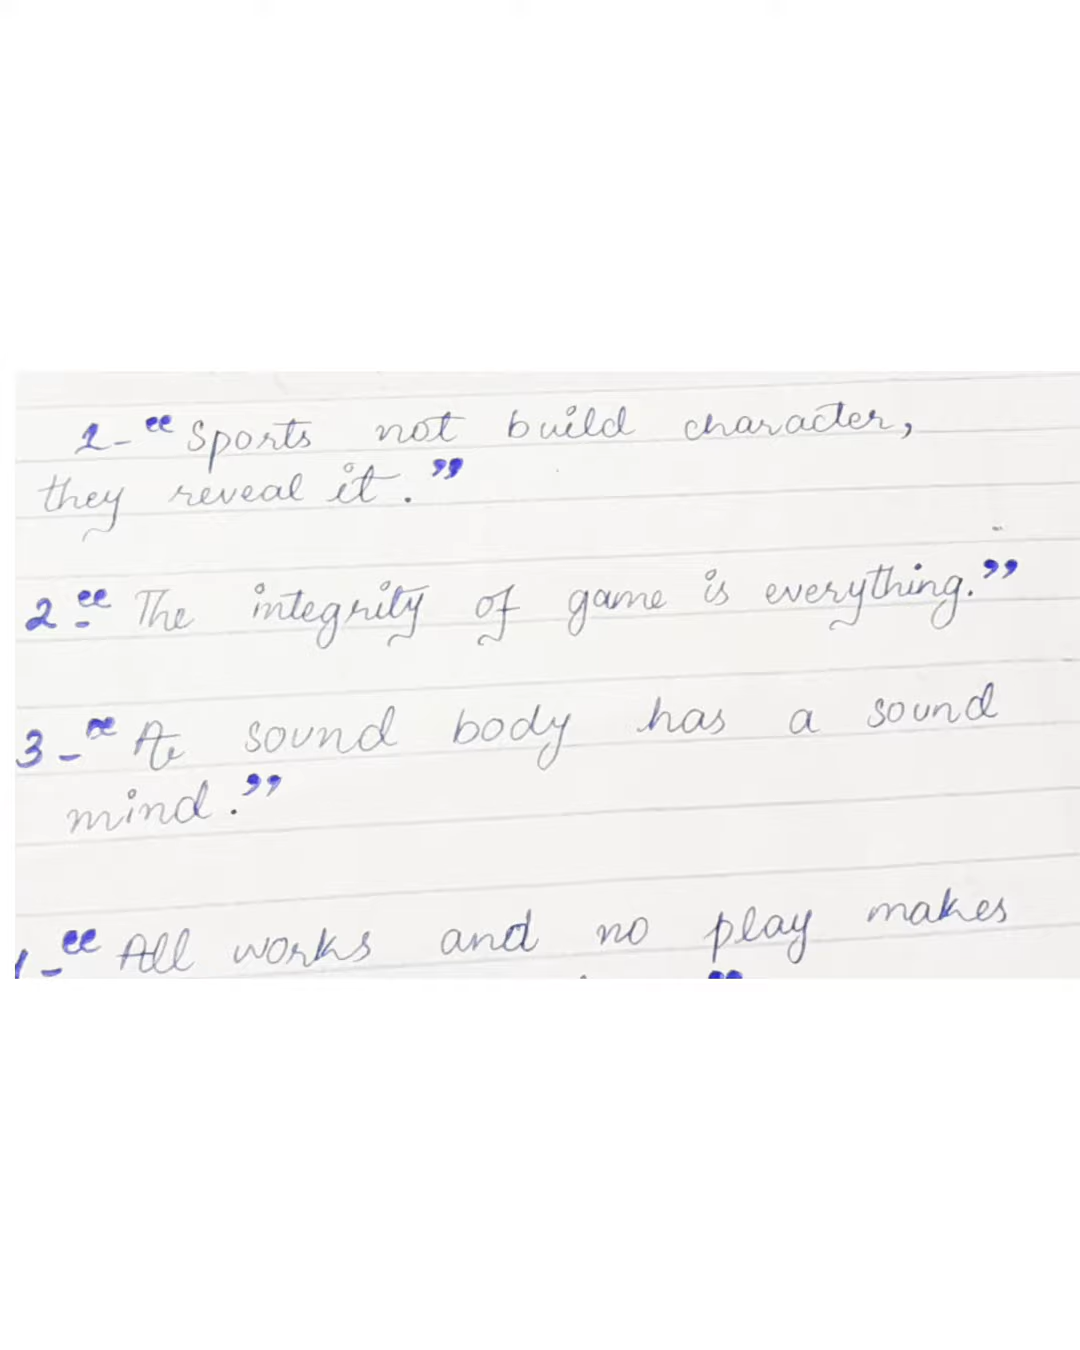 1-“Sports not build character,
they reveal it.”
2-“The integrity of game is everything.”
3-“A sound body has a sound
mind.”
“All works and no play makes